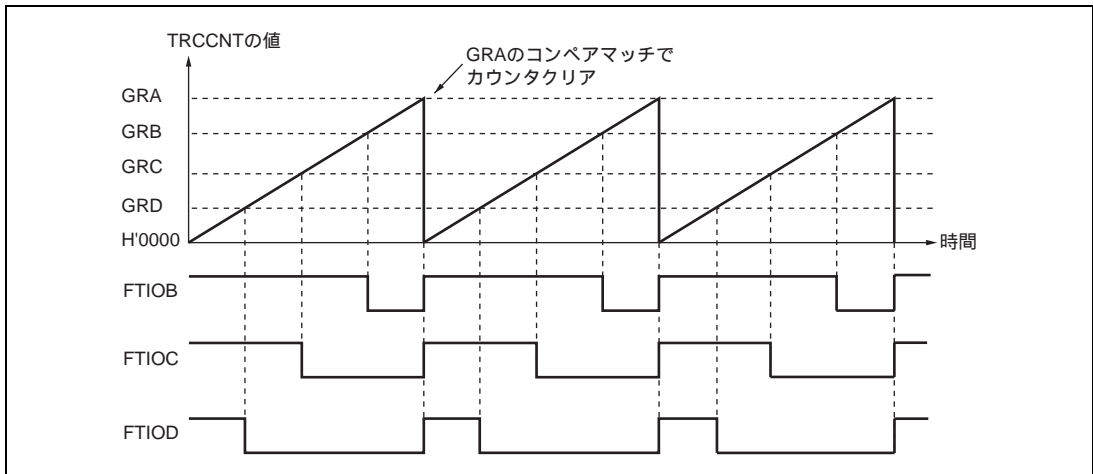 TRCCNTの値
GRAのコンペアマッチで
カウンタクリア
GRA
GRB
GRC
GRD
H'0000
時間
FTIOB
FTIOC
FTIOD